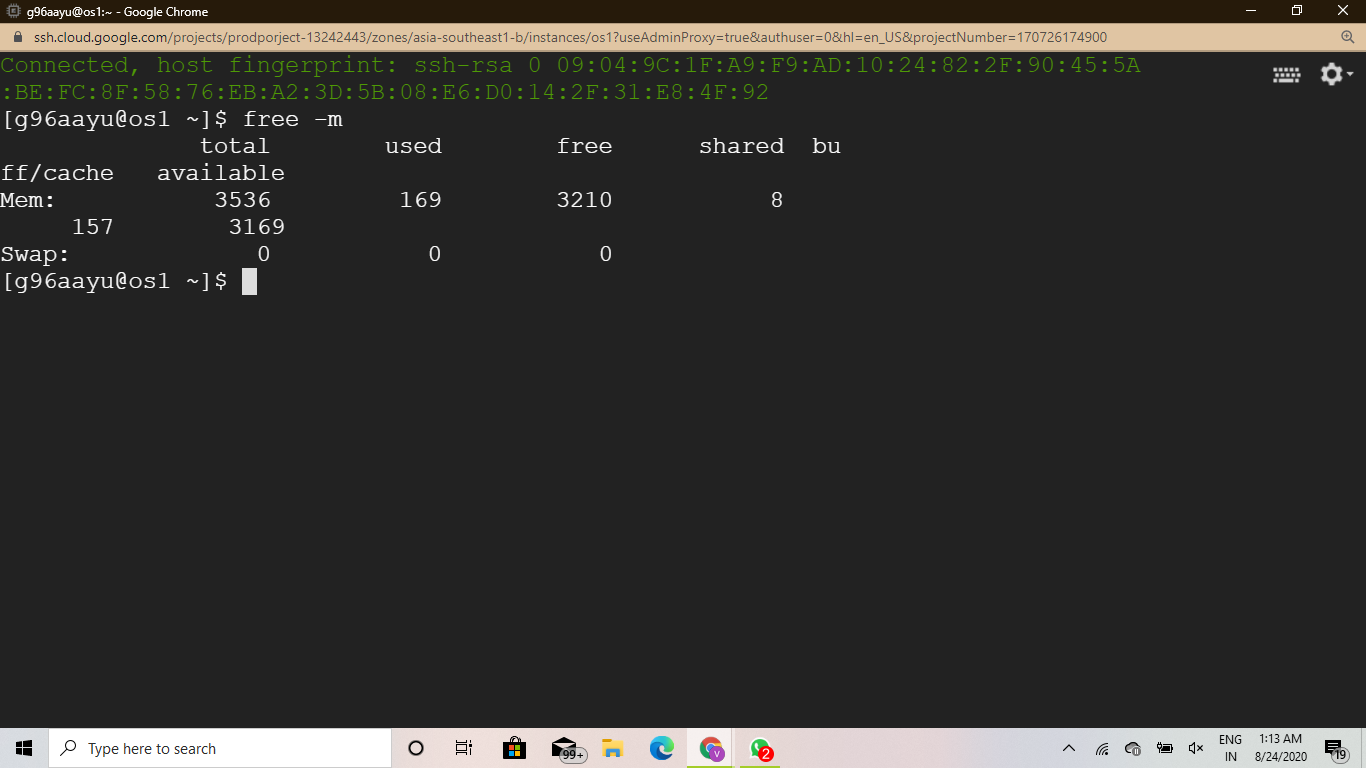 g96aayu@os1:~ - Google Chrome
ssh.cloud.google.com/projects/prodporject-13242443/zones/asia-southeast1-b/instances/os1?useAdminProxy=true&authuser=0&hl=en_US&projectNumber=170726174900
Connected, host fingerprint: ssh-rsa 0 09:04:9C:1F:A9:F9:AD:10:24:82:2F:90:45:5A
:BE:FC:8F:58:76:EB:A2:3D:5B:08:E6:D0:14:2F:31:E8:4F:92
[g96aayu@os1 ~]$ free -m
              total        used        free      shared  bu
ff/cache   available
Mem:           3536         169        3210           8
     157        3169
Swap:             0           0           0
[g96aayu@os1 ~]$
Type here to search
99+
V
2
ENG
IN
1:13 AM
8/24/2020
19